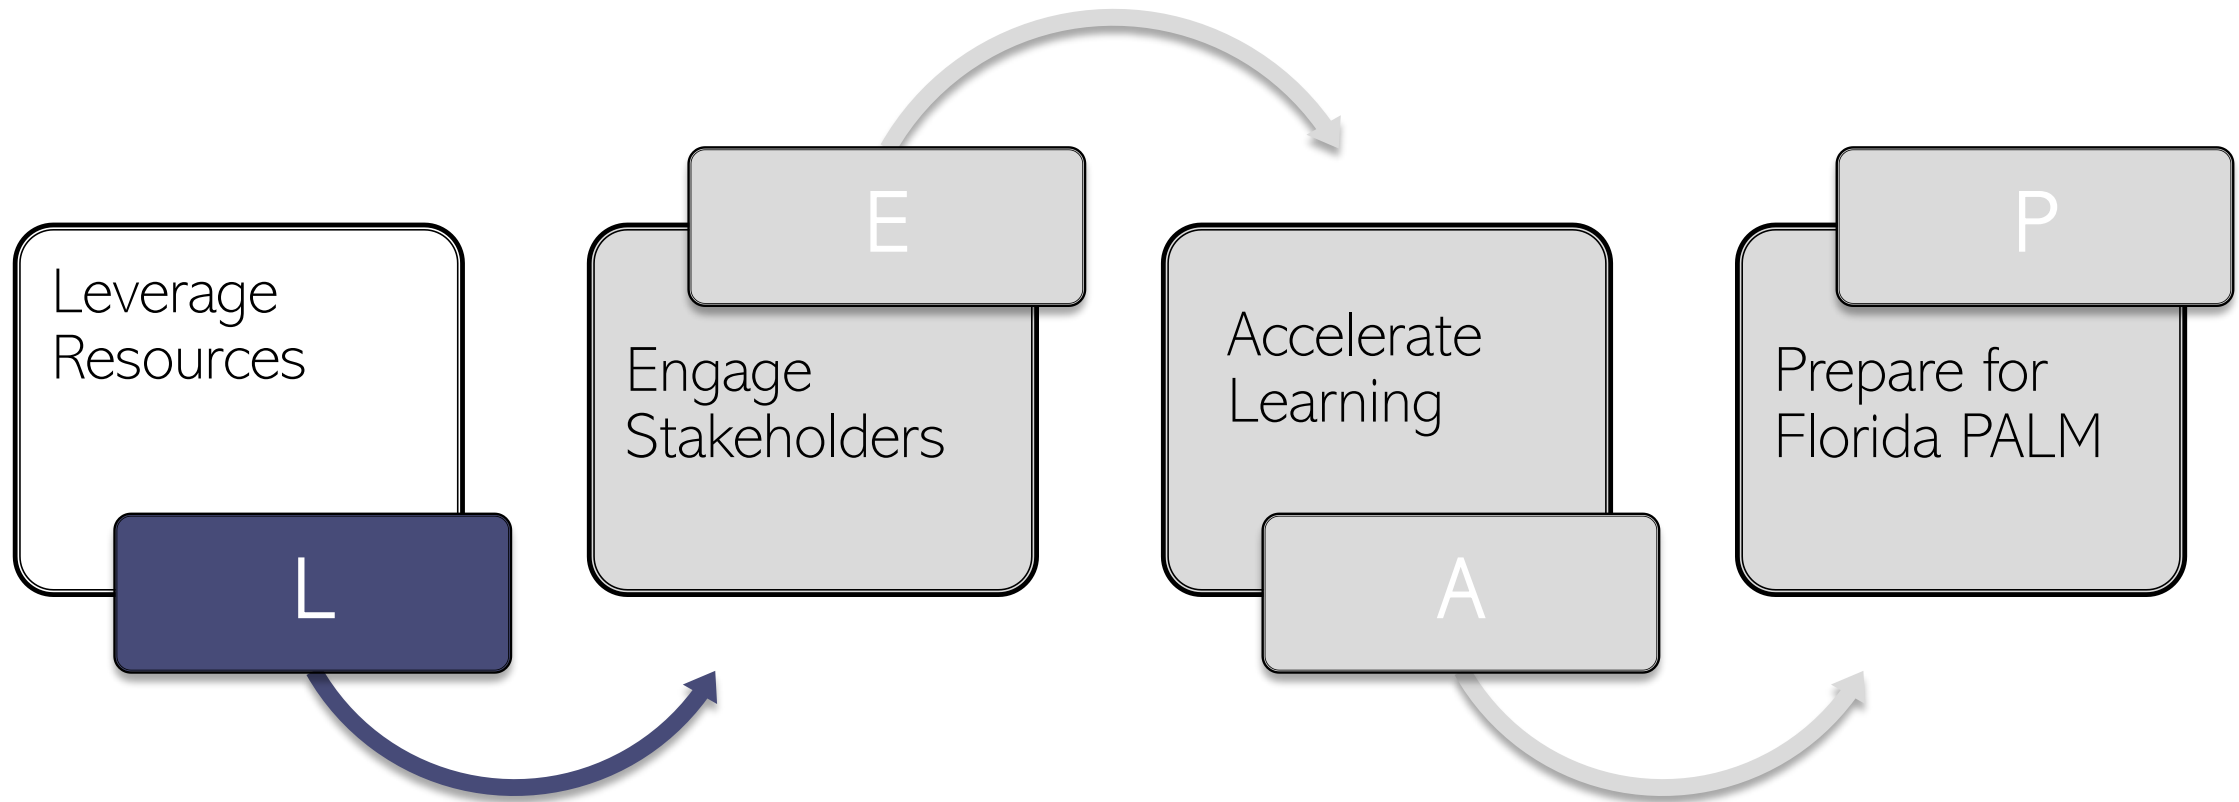 Leverage
Resources
L
E
Engage
Stakeholders
Accelerate
Learning
A
P
Prepare for
Florida PALM